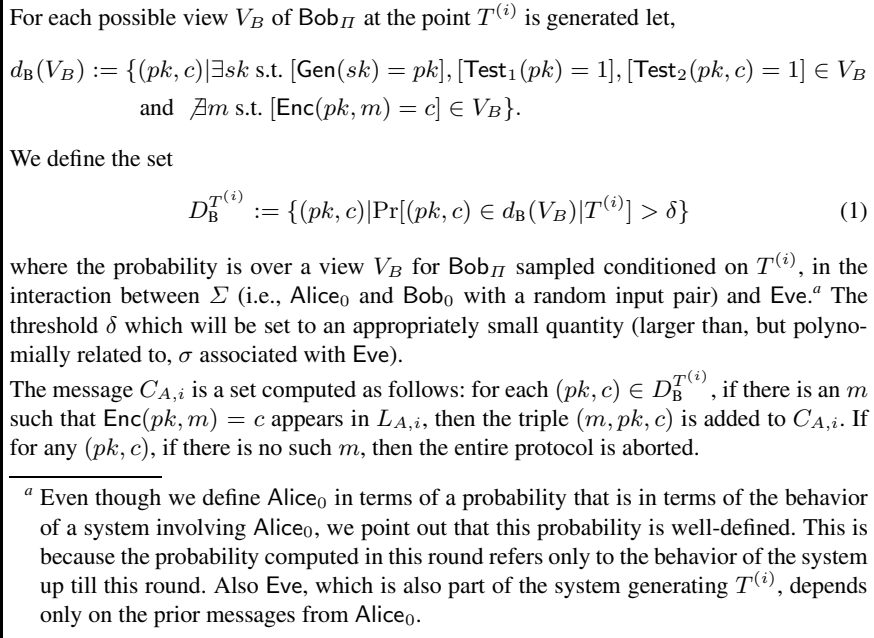 For each possible view V_B of Bob_Π at the point T^(i) is generated let,
d_B(V_B) := {(pk, c)|∃sk s.t. [Gen(sk) = pk], [Test_1(pk) = 1], [Test_2(pk, c) = 1] ∈ V_B
and ∄m s.t. [Enc(pk, m) = c] ∈ V_B}.
We define the set
D_B^{T^(i)} := {(pk, c)|Pr[(pk, c) ∈ d_B(V_B)|T^(i)] > δ} (1)
where the probability is over a view V_B for Bob_Π sampled conditioned on T^(i), in the
interaction between Σ (i.e., Alice_0 and Bob_0 with a random input pair) and Eve.^a The
threshold δ which will be set to an appropriately small quantity (larger than, but polyno-
mially related to, σ associated with Eve).
The message C_{A,i} is a set computed as follows: for each (pk, c) ∈ D_B^{T^(i)}, if there is an m
such that Enc(pk, m) = c appears in L_{A,i}, then the triple (m, pk, c) is added to C_{A,i}. If
for any (pk, c), if there is no such m, then the entire protocol is aborted.
^a Even though we define Alice_0 in terms of a probability that is in terms of the behavior
of a system involving Alice_0, we point out that this probability is well-defined. This is
because the probability computed in this round refers only to the behavior of the system
up till this round. Also Eve, which is also part of the system generating T^(i), depends
only on the prior messages from Alice_0.